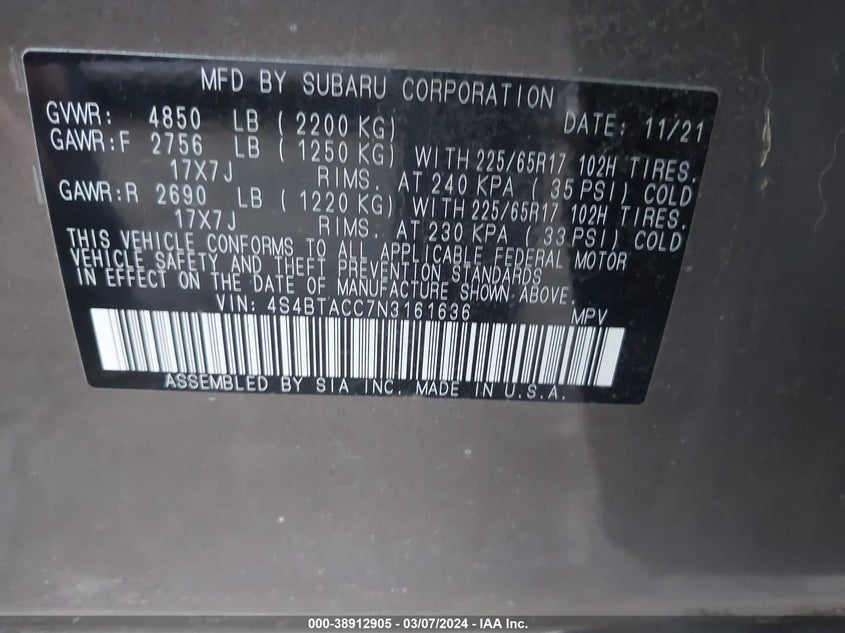 MFD BY SUBARU CORPORATION
GVWR: 4850 LB ( 2200 KG) DATE: 11/21
GAWR:F 2756 LB ( 1250 KG) WITH 225/65R17 102H TIRES.
17X7J RIMS. AT 240 KPA ( 35 PSI) COLD
GAWR:R 2690 LB ( 1220 KG) WITH 225/65R17 102H TIRES.
17X7J RIMS. AT 230 KPA ( 33 PSI) COLD
THIS VEHICLE CONFORMS TO ALL APPLICABLE FEDERAL MOTOR
VEHICLE SAFETY AND THEFT PREVENTION STANDARDS
IN EFFECT ON THE DATE OF MANUFACTURE SHOWN ABOVE.
VIN: 4S4BTACC7N3161636 MPV
ASSEMBLED BY SIA INC. MADE IN U.S.A.
000-38912905 - 03/07/2024 - IAA Inc.